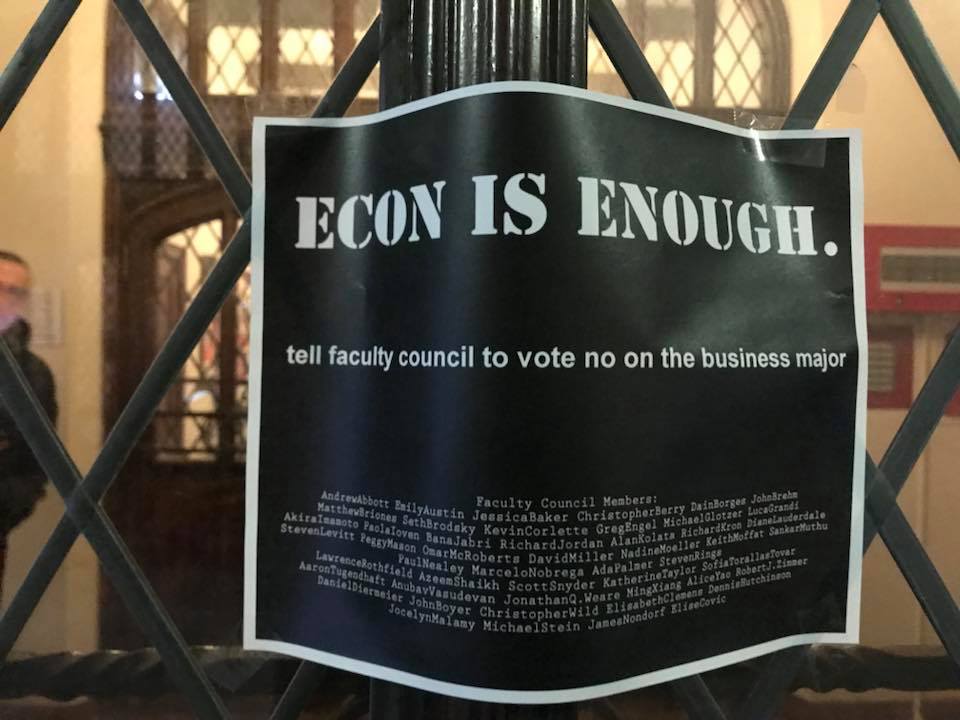 ECON IS ENOUGH.
tell faculty council to vote no on the business major
Faculty Council Members:
AndrewAbbott EmilyAustin JessicaBaker ChristopherBerry DainBorges JohnBrehm
MatthewBriones SethBrodsky KevinCorlette GregEngel MichaelGlotzer LucaGrandi
AkiraImamoto PaolaIoven BanaJabri RichardJordan AlanKolata RichardKron DianeLauderdale
StevenLevitt PeggyMason OmarMcRoberts DavidMiller NadineMoeller KeithMoffat SankarMuthu
PaulNealey MarceloNobrega AdaPalmer StevenRings
LawrenceRothfield AzeemShaikh ScottSnyder KatherineTaylor SofiaTorallasTovar
AaronTugendhaft AnubavVasudevan JonathanQ.Weare MingXiang AliceYao RobertJ.Zimmer
DanielDiermeier JohnBoyer ChristopherWild ElisabethClemens DennisHutchinson
JocelynMalamy MichaelStein JamesNondorf EliseCovic